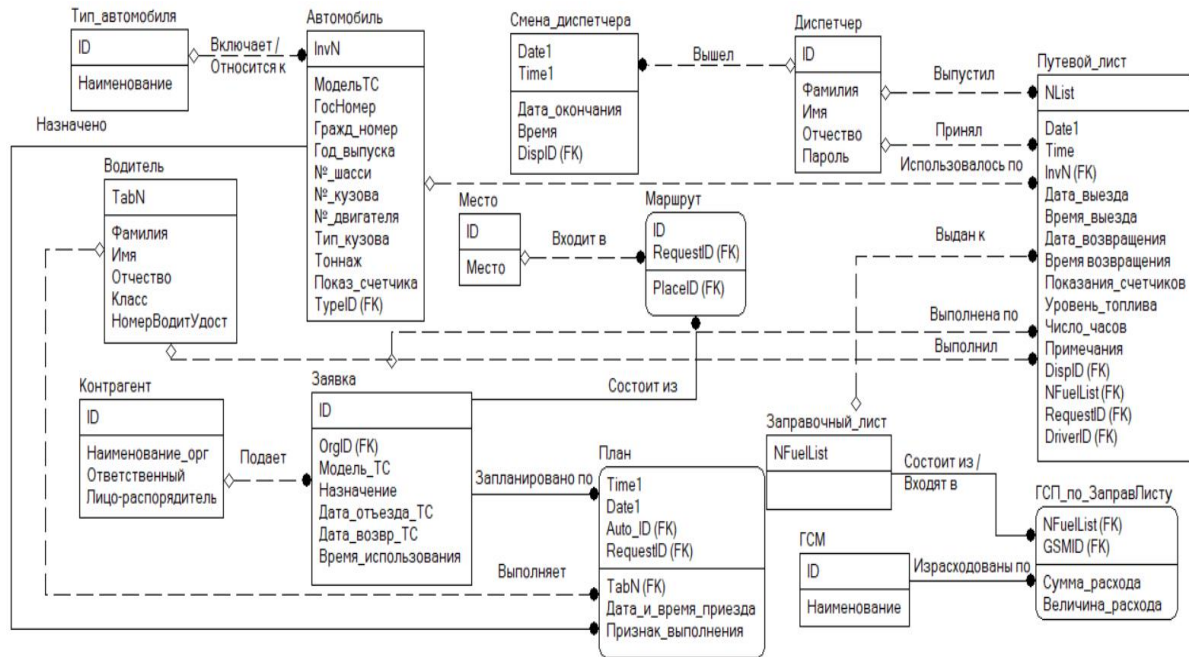 Тип_автомобиля
ID
Наименование
Включает /
Относится к
Автомобиль
InvN
МодельТС
ГосНомер
Гражд_номер
Год_выпуска
№_шасси
№_кузова
№_двигателя
Тип_кузова
Тоннаж
Показ_счетчика
TypeID (FK)
Смена_диспетчера
Date1
Time1
Дата_окончания
Время
DispID (FK)
Вышел
Диспетчер
ID
Фамилия
Имя
Отчество
Пароль
Выпустил
Принял
Использовалось по
Путевой_лист
NList
Date1
Time
InvN (FK)
Дата_выезда
Время_выезда
Дата_возвращения
Время возвращения
Показания_счетчиков
Уровень_топлива
Число_часов
Примечания
DispID (FK)
NFuelList (FK)
RequestID (FK)
DriverID (FK)
Назначено
Водитель
TabN
Фамилия
Имя
Отчество
Класс
НомерВодитУдост
Место
ID
Место
Входит в
Маршрут
ID
RequestID (FK)
PlaceID (FK)
Выдан к
Выполнена по
Выполнил
Контрагент
ID
Наименование_орг
Ответственный
Лицо-распорядитель
Подает
Заявка
ID
OrgID (FK)
Модель_ТС
Назначение
Дата_отъезда_ТС
Дата_возвр_ТС
Время_использования
Состоит из
Запланировано по
Выполняет
План
Time1
Date1
Auto_ID (FK)
RequestID (FK)
TabN (FK)
Дата_и_время_приезда
Признак_выполнения
Заправочный_лист
NFuelList
Состоит из /
Входят в
ГСМ
ID
Наименование
Израсходованы по
ГСП_по_ЗаправЛисту
NFuelList (FK)
GSMID (FK)
Сумма_расхода
Величина_расхода